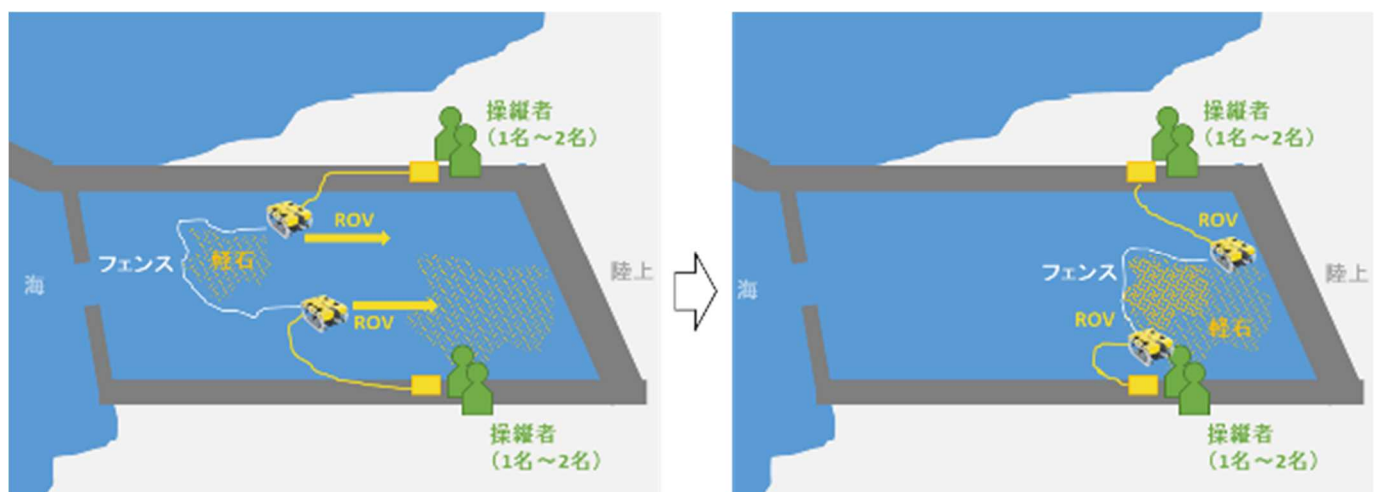 操縦者
(1名～2名)
ROV
フェンス
軽石
海
陸上
ROV
操縦者
(1名～2名)
操縦者
(1名～2名)
ROV
フェンス
海
陸上
ROV
軽石
操縦者
(1名～2名)